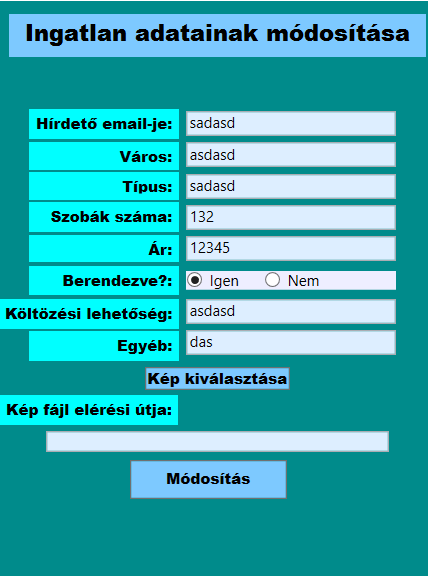 Ingatlan adatainak módosítása
Hírdető email-je: sadasd
Város: asdasd
Típus: sadasd
Szobák száma: 132
Ár: 12345
Berendezve?: Igen Nem
Költözési lehetőség: asdasd
Egyéb: das
Kép kiválasztása
Kép fájl elérési útja:
Módosítás